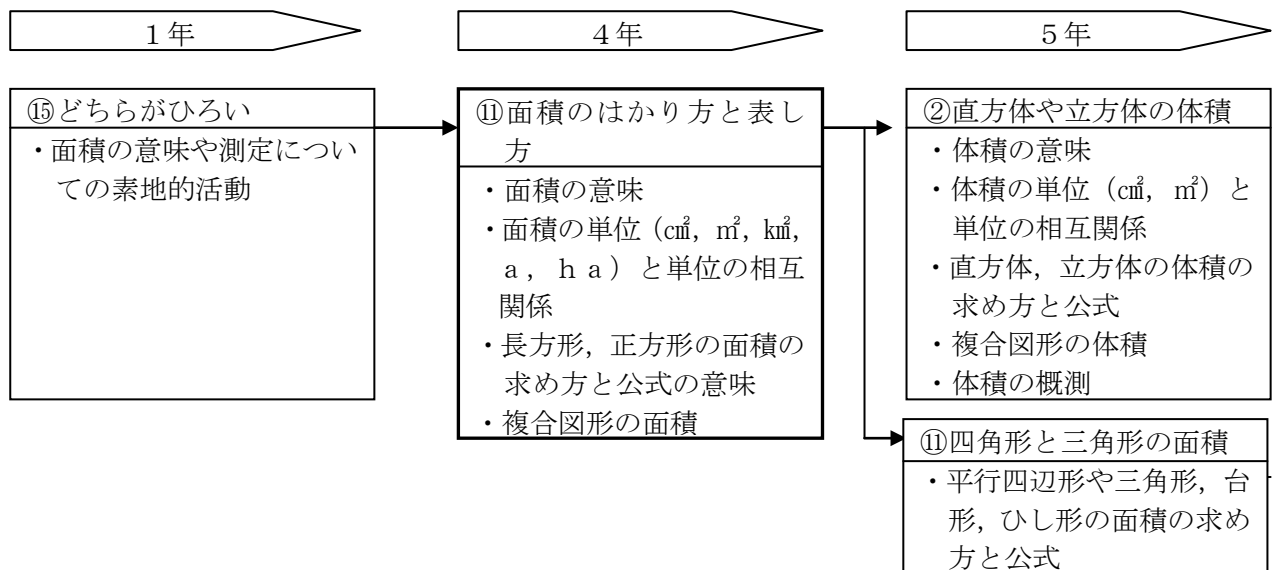 1年
4年
5年
⑮どちらがひろい
・面積の意味や測定につい
ての素地的活動
⑪面積のはかり方と表し
方
・面積の意味
・面積の単位（㎠，㎡，㎢，
ａ，ｈａ）と単位の相互
関係
・長方形，正方形の面積の
求め方と公式の意味
・複合図形の面積
②直方体や立方体の体積
・体積の意味
・体積の単位（㎤，㎥）と
単位の相互関係
・直方体，立方体の体積の
求め方と公式
・複合図形の体積
・体積の概測
⑪四角形と三角形の面積
・平行四辺形や三角形，台
形，ひし形の面積の求め
方と公式